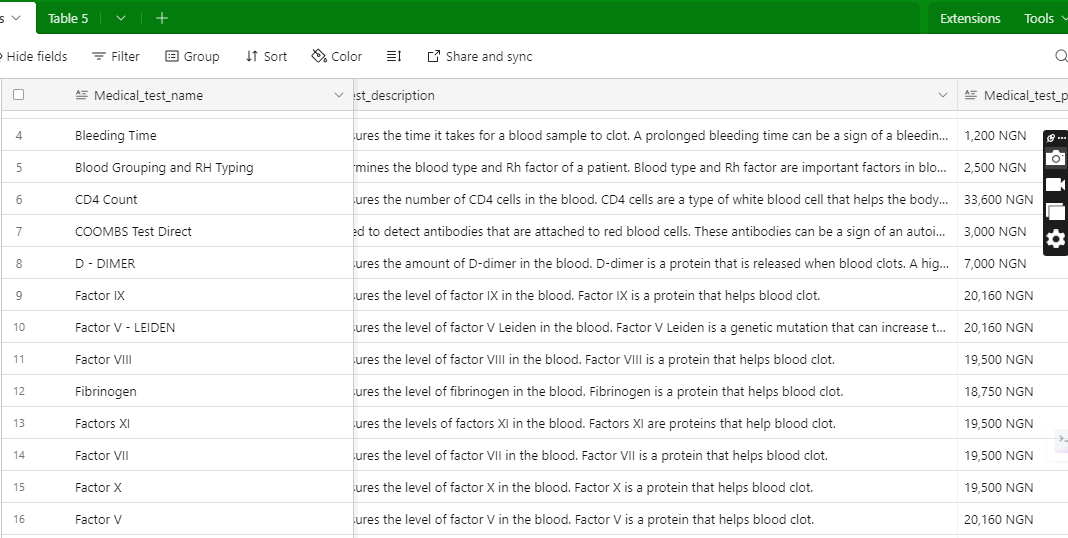 s Table 5 Extensions Tools
Hide fields Filter Group Sort Color Share and sync
Medical_test_name est_description Medical_test_p
4 Bleeding Time sures the time it takes for a blood sample to clot. A prolonged bleeding time can be a sign of a bleedin... 1,200 NGN
5 Blood Grouping and RH Typing rmines the blood type and Rh factor of a patient. Blood type and Rh factor are important factors in blo... 2,500 NGN
6 CD4 Count sures the number of CD4 cells in the blood. CD4 cells are a type of white blood cell that helps the body... 33,600 NGN
7 COOMBS Test Direct ed to detect antibodies that are attached to red blood cells. These antibodies can be a sign of an autoi... 3,000 NGN
8 D - DIMER sures the amount of D-dimer in the blood. D-dimer is a protein that is released when blood clots. A hig... 7,000 NGN
9 Factor IX sures the level of factor IX in the blood. Factor IX is a protein that helps blood clot. 20,160 NGN
10 Factor V - LEIDEN sures the level of factor V Leiden in the blood. Factor V Leiden is a genetic mutation that can increase t... 20,160 NGN
11 Factor VIII sures the level of factor VIII in the blood. Factor VIII is a protein that helps blood clot. 19,500 NGN
12 Fibrinogen sures the level of fibrinogen in the blood. Fibrinogen is a protein that helps blood clot. 18,750 NGN
13 Factors XI sures the levels of factors XI in the blood. Factors XI are proteins that help blood clot. 19,500 NGN
14 Factor VII sures the level of factor VII in the blood. Factor VII is a protein that helps blood clot. 19,500 NGN
15 Factor X sures the level of factor X in the blood. Factor X is a protein that helps blood clot. 19,500 NGN
16 Factor V sures the level of factor V in the blood. Factor V is a protein that helps blood clot. 20,160 NGN